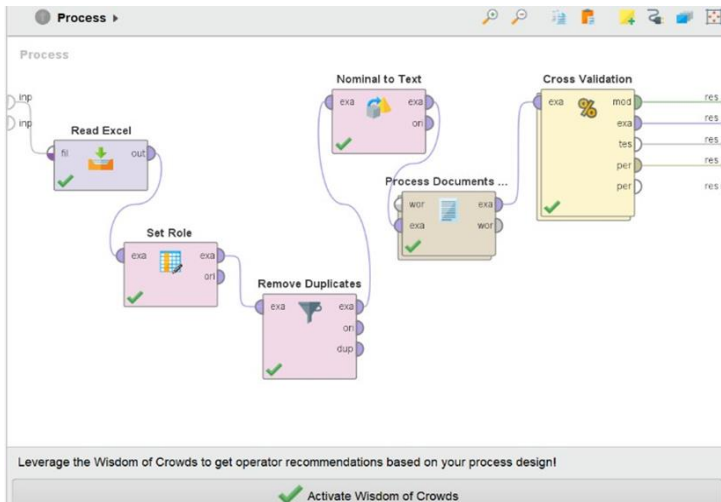 Process
Process
inp
inp
Read Excel
fil
out
Set Role
exa
exa
ori
Remove Duplicates
exa
exa
ori
dup
Nominal to Text
exa
exa
ori
Process Documents ...
wor
exa
exa
wor
Cross Validation
exa
%
mod
exa
tes
per
per
res
res
res
res
res
Leverage the Wisdom of Crowds to get operator recommendations based on your process design!
Activate Wisdom of Crowds